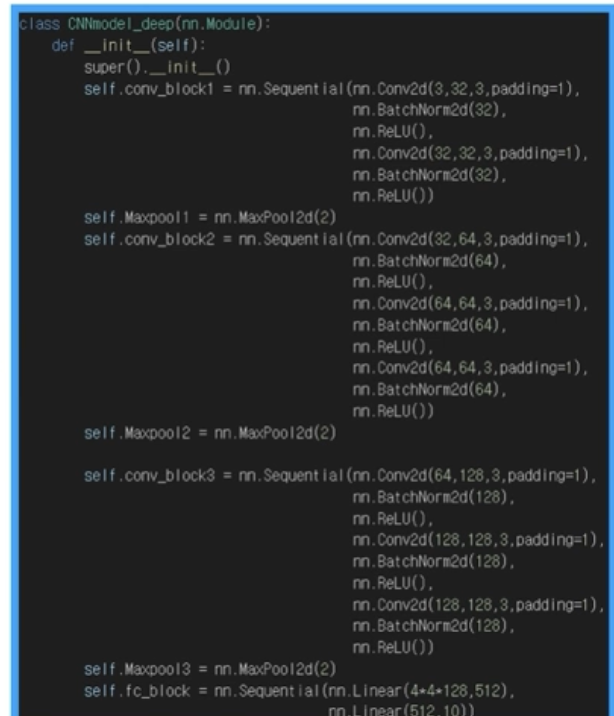 class CNNmodel_deep(nn.Module):
def __init__(self):
super().__init__()
self.conv_block1 = nn.Sequential(nn.Conv2d(3,32,3,padding=1),
nn.BatchNorm2d(32),
nn.ReLU(),
nn.Conv2d(32,32,3,padding=1),
nn.BatchNorm2d(32),
nn.ReLU())
self.Maxpool1 = nn.MaxPool2d(2)
self.conv_block2 = nn.Sequential(nn.Conv2d(32,64,3,padding=1),
nn.BatchNorm2d(64),
nn.ReLU(),
nn.Conv2d(64,64,3,padding=1),
nn.BatchNorm2d(64),
nn.ReLU(),
nn.Conv2d(64,64,3,padding=1),
nn.BatchNorm2d(64),
nn.ReLU())
self.Maxpool2 = nn.MaxPool2d(2)
self.conv_block3 = nn.Sequential(nn.Conv2d(64,128,3,padding=1),
nn.BatchNorm2d(128),
nn.ReLU(),
nn.Conv2d(128,128,3,padding=1),
nn.BatchNorm2d(128),
nn.ReLU(),
nn.Conv2d(128,128,3,padding=1),
nn.BatchNorm2d(128),
nn.ReLU())
self.Maxpool3 = nn.MaxPool2d(2)
self.fc_block = nn.Sequential(nn.Linear(4*4*128,512),
nn.Linear(512,10))